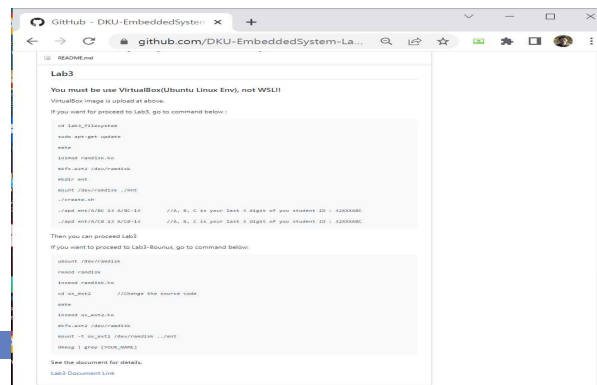 GitHub - DKU-EmbeddedSystem
github.com/DKU-EmbeddedSystem-La...
README.md
Lab3
You must be use VirtualBox(Ubuntu Linux Env), not WSL!!
VirtualBox image is upload at above.
If you want for proceed to Lab3, go to command below :
cd lab3_filesystem
sudo apt-get update
make
insmod ramdisk.ko
mkfs.ext2 /dev/ramdisk
mkdir mnt
mount /dev/ramdisk ./mnt
./create.sh
./apd mnt/A/BC-13 A/BC-13 //A, B, C is your last 3 digit of you student ID : 32XXXABC
./apd mnt/A/CB-13 A/CB-13 //A, B, C is your last 3 digit of you student ID : 32XXXABC
Then you can proceed Lab3
If you want to proceed to Lab3-Bounus, go to command below:
umount /dev/ramdisk
rmmod ramdisk
insmod ramdisk.ko
cd os_ext2 //Change the source code
make
insmod os_ext2.ko
mkfs.ext2 /dev/ramdisk
mount -t os_ext2 /dev/ramdisk ../mnt
dmesg | grep [YOUR_NAME]
See the document for details.
Lab3 Document Link